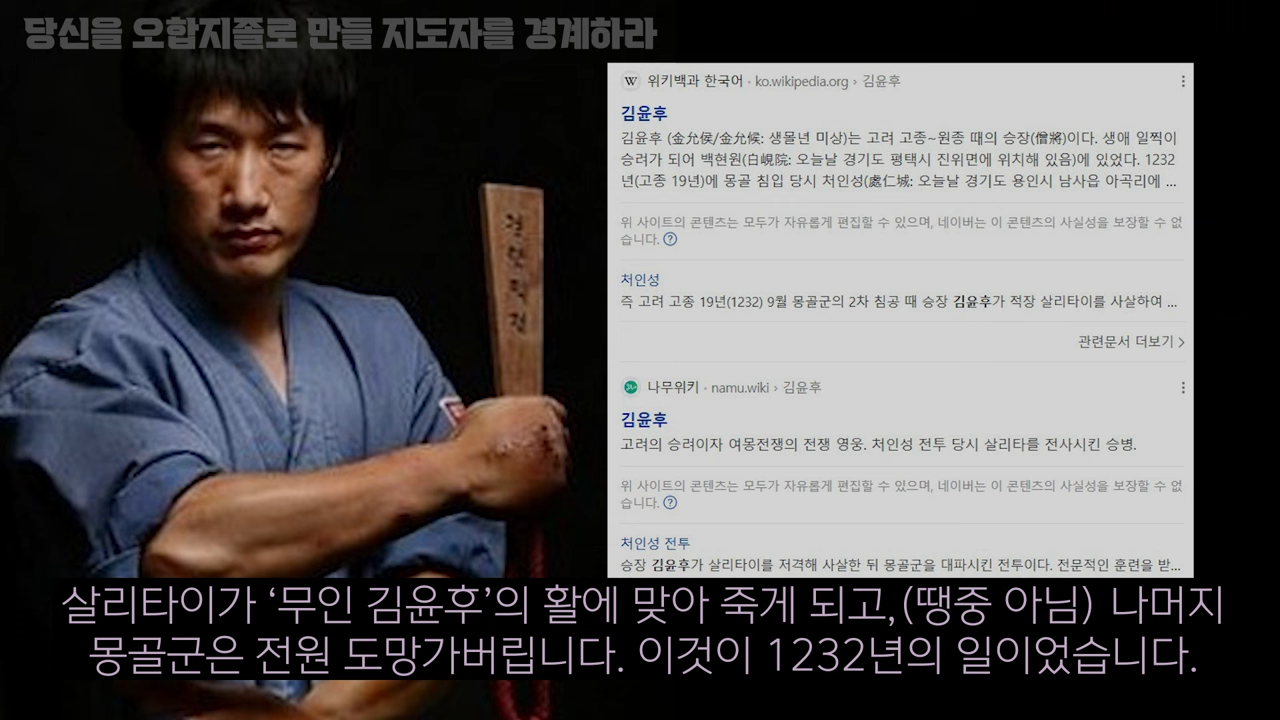 당신을 오합지졸로 만들 지도자를 경계하라
위키백과 한국어 · ko.wikipedia.org › 김윤후
김윤후
김윤후 (金允侯/金允候: 생몰년 미상)는 고려 고종~원종 때의 승장(僧將)이다. 생애 일찍이
승려가 되어 백현원(白峴院: 오늘날 경기도 평택시 진위면에 위치해 있음)에 있었다. 1232
년(고종 19년)에 몽골 침입 당시 처인성(處仁城: 오늘날 경기도 용인시 남사읍 아곡리에 ...
위 사이트의 콘텐츠는 모두가 자유롭게 편집할 수 있으며, 네이버는 이 콘텐츠의 사실성을 보장할 수 없
습니다. ?
처인성
즉 고려 고종 19년(1232) 9월 몽골군의 2차 침공 때 승장 김윤후가 적장 살리타이를 사살하여 ...
관련문서 더보기 >
나무위키 · namu.wiki › 김윤후
김윤후
고려의 승려이자 여몽전쟁의 전쟁 영웅. 처인성 전투 당시 살리타를 전사시킨 승병.
위 사이트의 콘텐츠는 모두가 자유롭게 편집할 수 있으며, 네이버는 이 콘텐츠의 사실성을 보장할 수 없
습니다. ?
처인성 전투
승장 김윤후가 살리타이를 저격해 사살한 뒤 몽골군을 대파시킨 전투이다. 전문적인 훈련을 받...
살리타이가 ‘무인 김윤후’의 활에 맞아 죽게 되고,(땡중 아님) 나머지
몽골군은 전원 도망가버립니다. 이것이 1232년의 일이었습니다.